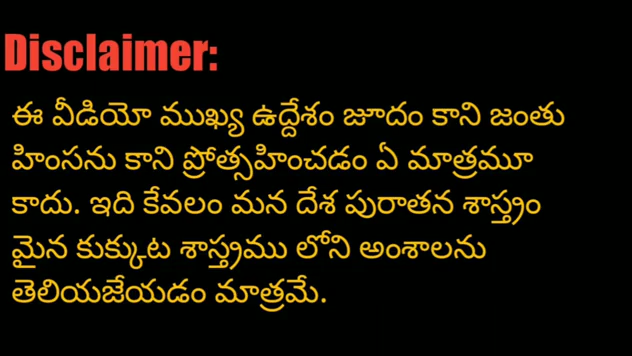 Disclaimer:
ఈ వీడియో ముఖ్య ఉద్దేశం జూదం కాని జంతు
హింసను కాని ప్రోత్సహించడం ఏ మాత్రమూ
కాదు. ఇది కేవలం మన దేశ పురాతన శాస్త్రం
మైన కుక్కుట శాస్త్రము లోని అంశాలను
తెలియజేయడం మాత్రమే.